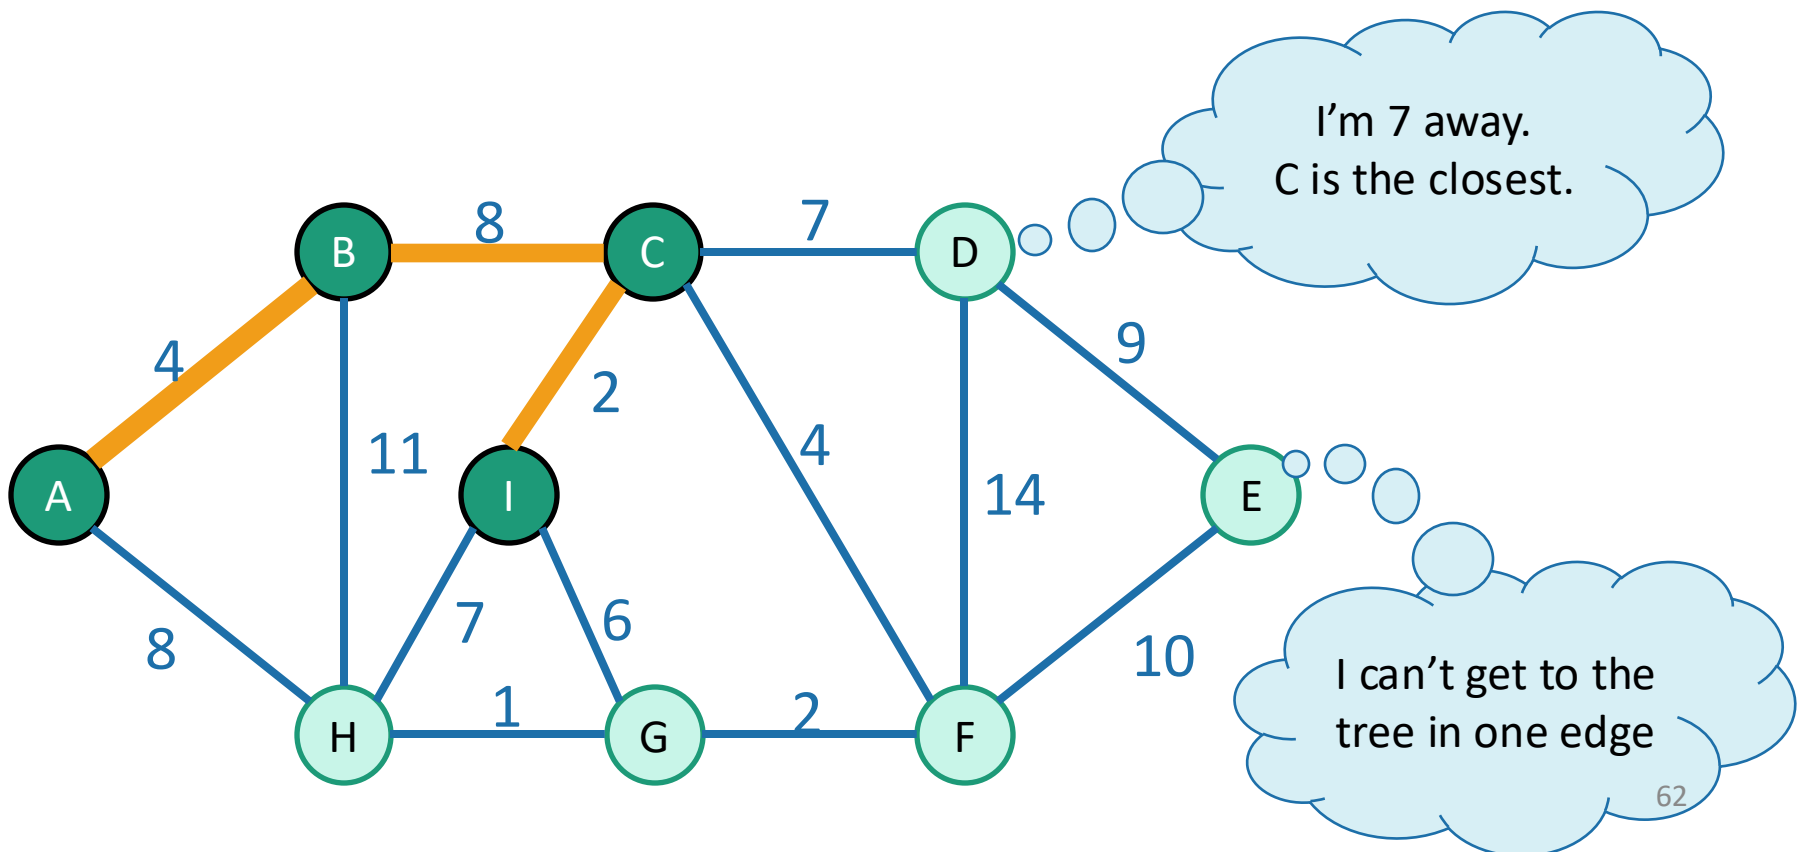 I'm 7 away.
C is the closest.
8
7
B
C
D
9
4
2
4
11
14
A
I
E
7
6
8
10
I can't get to the
tree in one edge
1
2
H
G
F
62